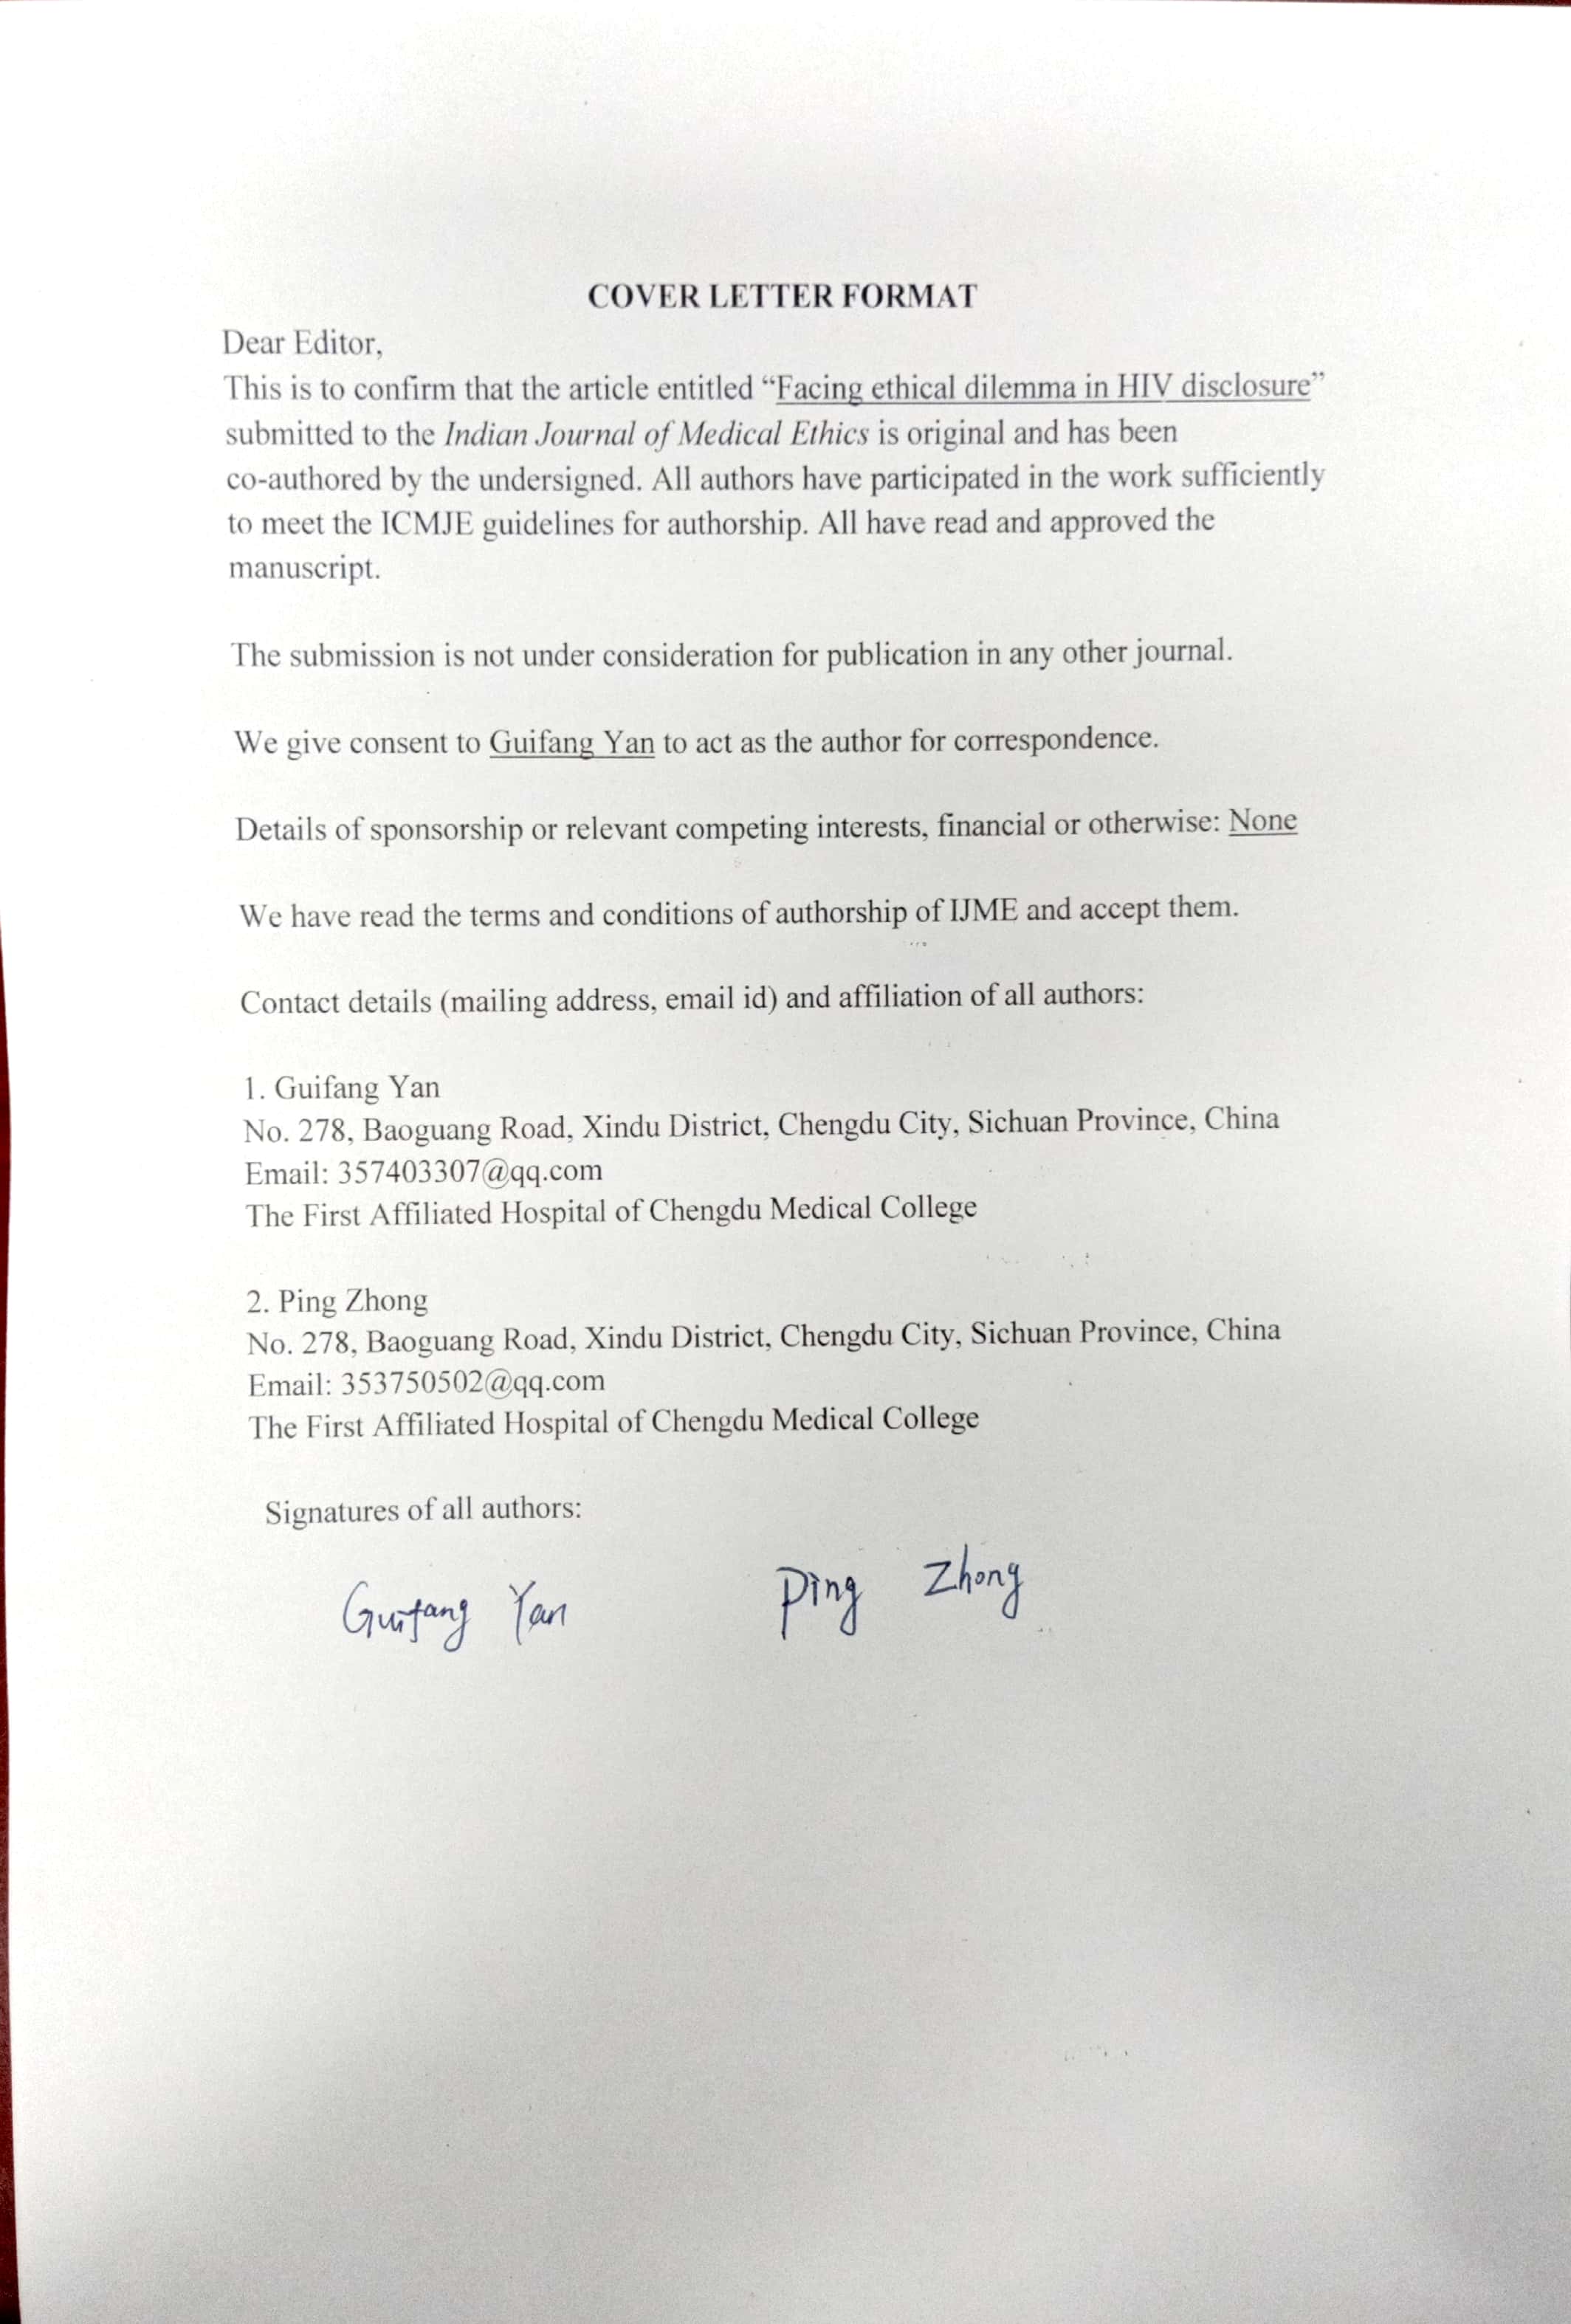 COVER LETTER FORMAT
Dear Editor,
This is to confirm that the article entitled “Facing ethical dilemma in HIV disclosure”
submitted to the Indian Journal of Medical Ethics is original and has been
co-authored by the undersigned. All authors have participated in the work sufficiently
to meet the ICMJE guidelines for authorship. All have read and approved the
manuscript.
The submission is not under consideration for publication in any other journal.
We give consent to Guifang Yan to act as the author for correspondence.
Details of sponsorship or relevant competing interests, financial or otherwise: None
We have read the terms and conditions of authorship of IJME and accept them.
Contact details (mailing address, email id) and affiliation of all authors:
1. Guifang Yan
No. 278, Baoguang Road, Xindu District, Chengdu City, Sichuan Province, China
Email: 357403307@qq.com
The First Affiliated Hospital of Chengdu Medical College
2. Ping Zhong
No. 278, Baoguang Road, Xindu District, Chengdu City, Sichuan Province, China
Email: 353750502@qq.com
The First Affiliated Hospital of Chengdu Medical College
Signatures of all authors:
Guifang Yan Ping Zhong